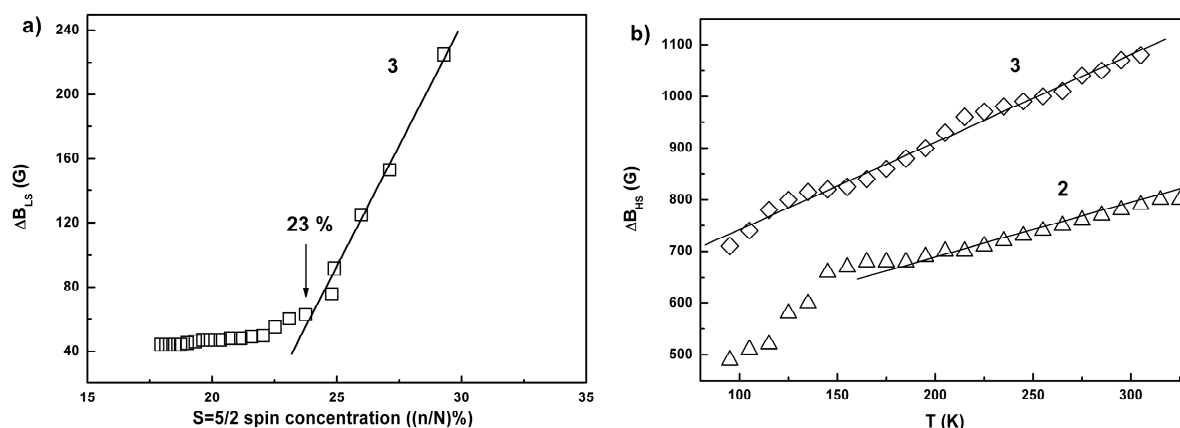 a)
240
200
160
120
80
40
ΔB_LS (G)
3
23 %
15 20 25 30 35
S=5/2 spin concentration ((n/N)%)
b)
1100
1000
900
800
700
600
500
ΔB_HS (G)
3
2
100 150 200 250 300
T (K)